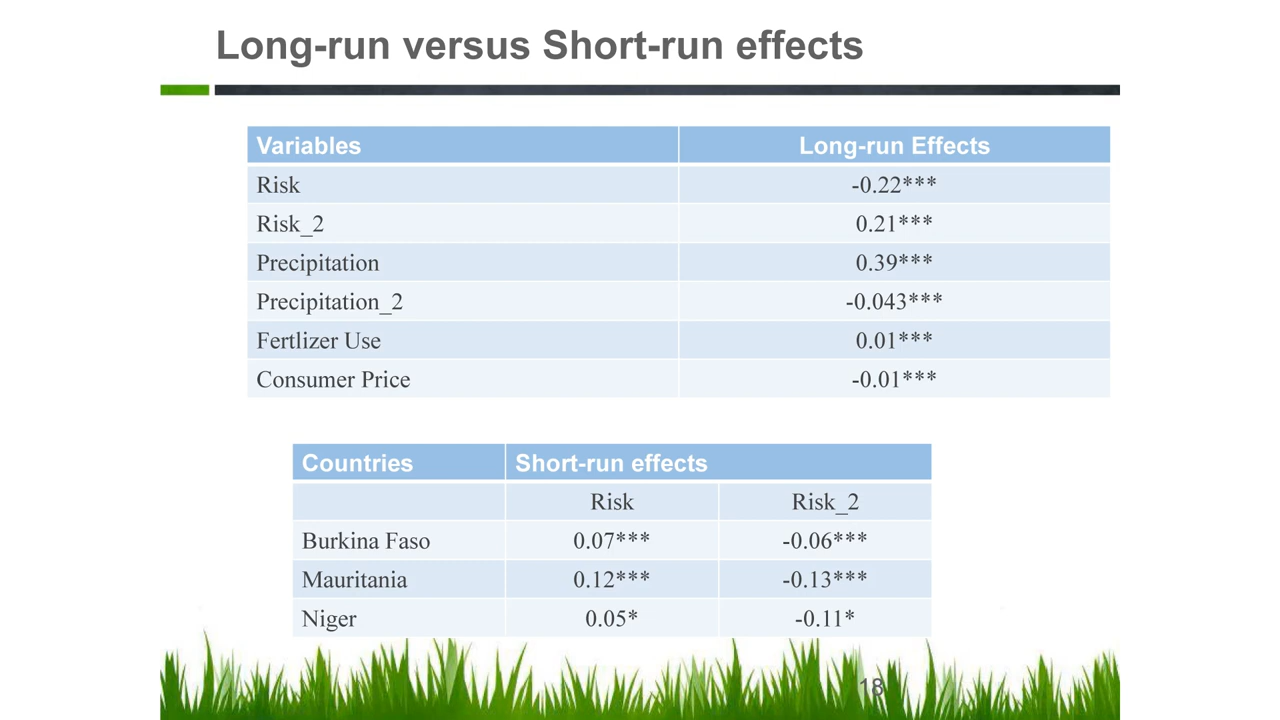 Long-run versus Short-run effects
Variables Long-run Effects
Risk -0.22***
Risk_2 0.21***
Precipitation 0.39***
Precipitation_2 -0.043***
Fertlizer Use 0.01***
Consumer Price -0.01***
Countries Short-run effects
Risk Risk_2
Burkina Faso 0.07*** -0.06***
Mauritania 0.12*** -0.13***
Niger 0.05* -0.11*
18